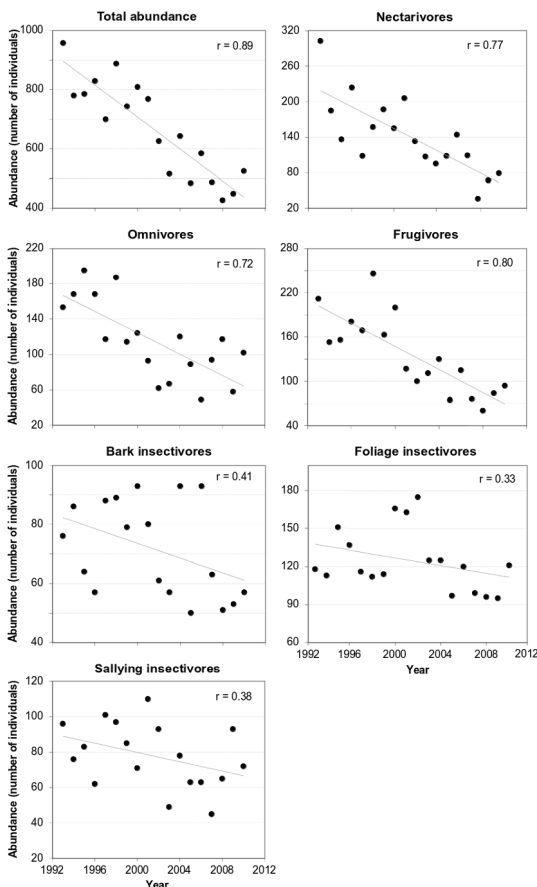 Total abundance
Nectarivores
Abundance (number of individuals)
1000
800
600
400
r = 0.89
320
260
200
140
80
20
r = 0.77
Omnivores
Frugivores
Abundance (number of individuals)
220
180
140
100
60
20
r = 0.72
280
220
160
100
40
r = 0.80
Bark insectivores
Foliage insectivores
Abundance (number of individuals)
100
80
60
40
r = 0.41
180
150
120
90
60
r = 0.33
1992 1996 2000 2004 2008 2012
Year
Sallying insectivores
Abundance (number of individuals)
120
100
80
60
40
20
r = 0.38
1992 1996 2000 2004 2008 2012
Year